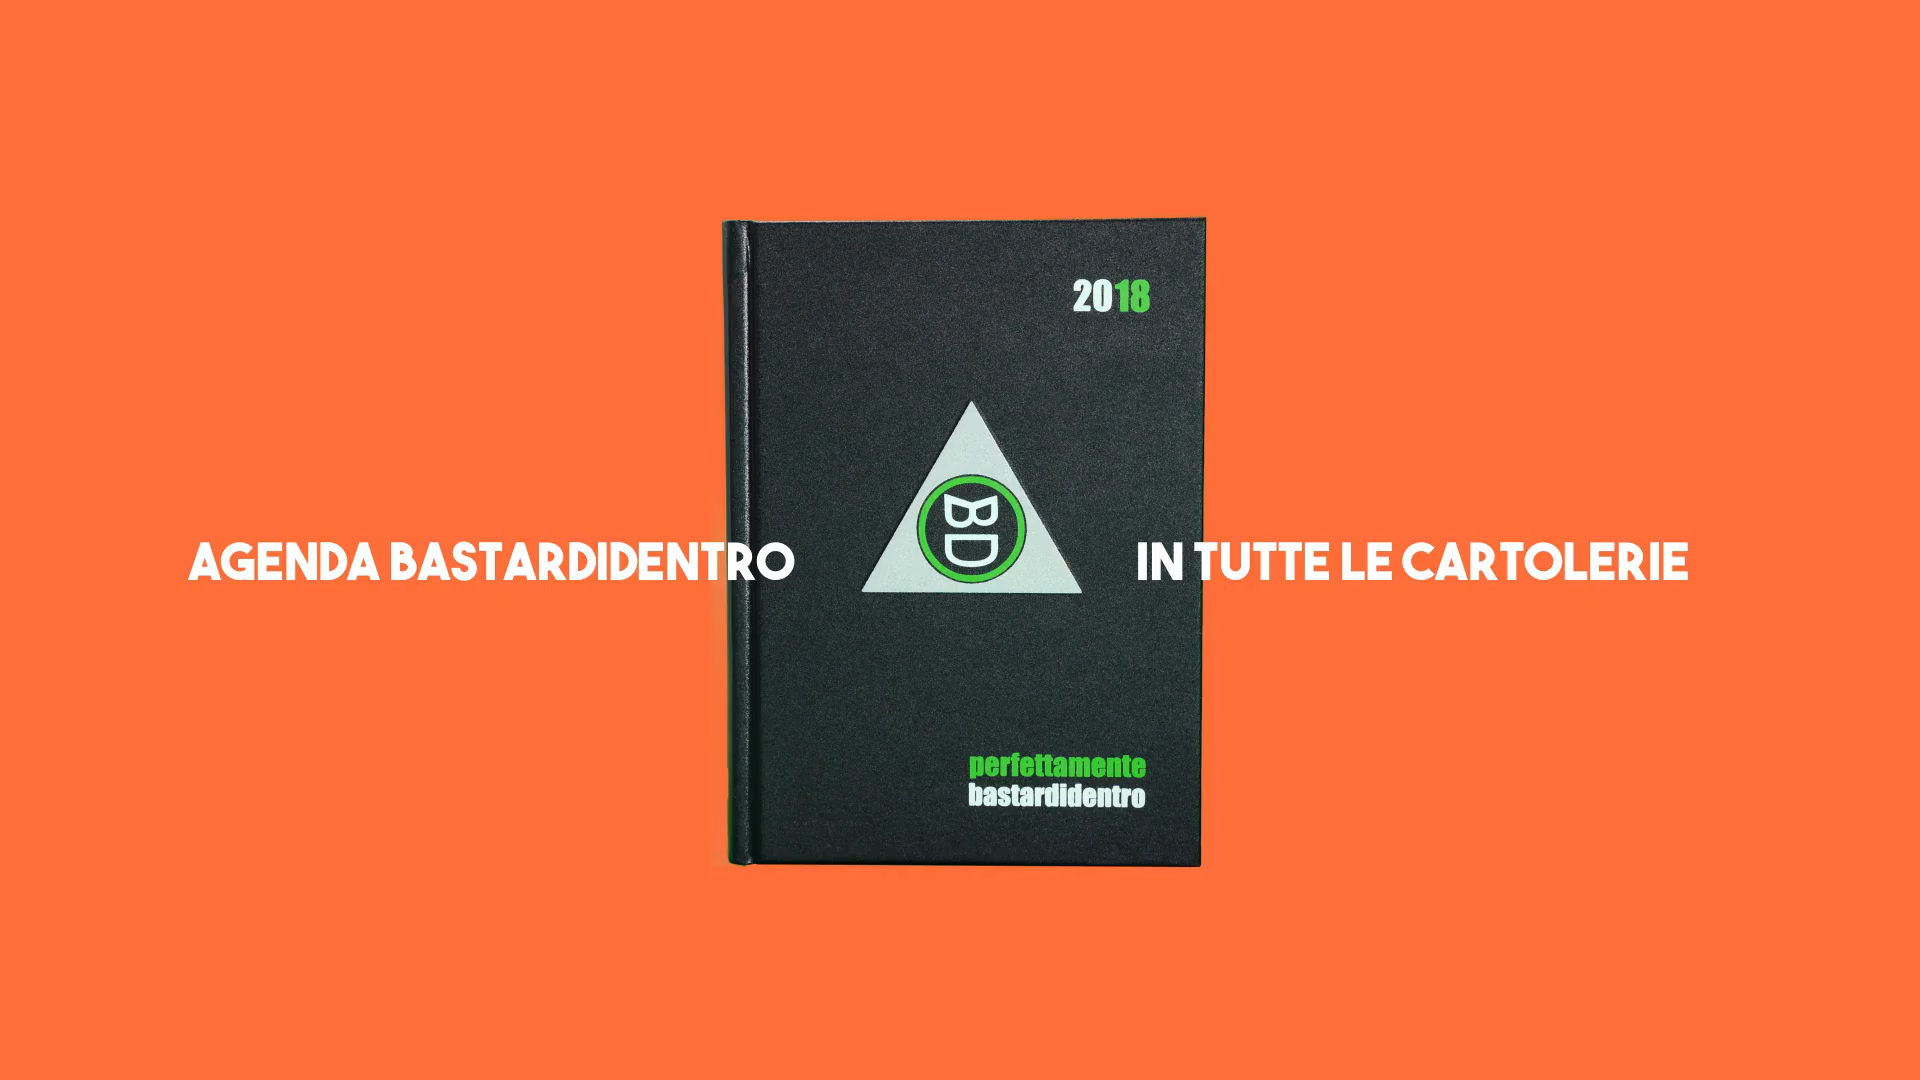 2018
BD
AGENDA BASTARDIDENTRO IN TUTTE LE CARTOLERIE
perfettamente
bastardidentro